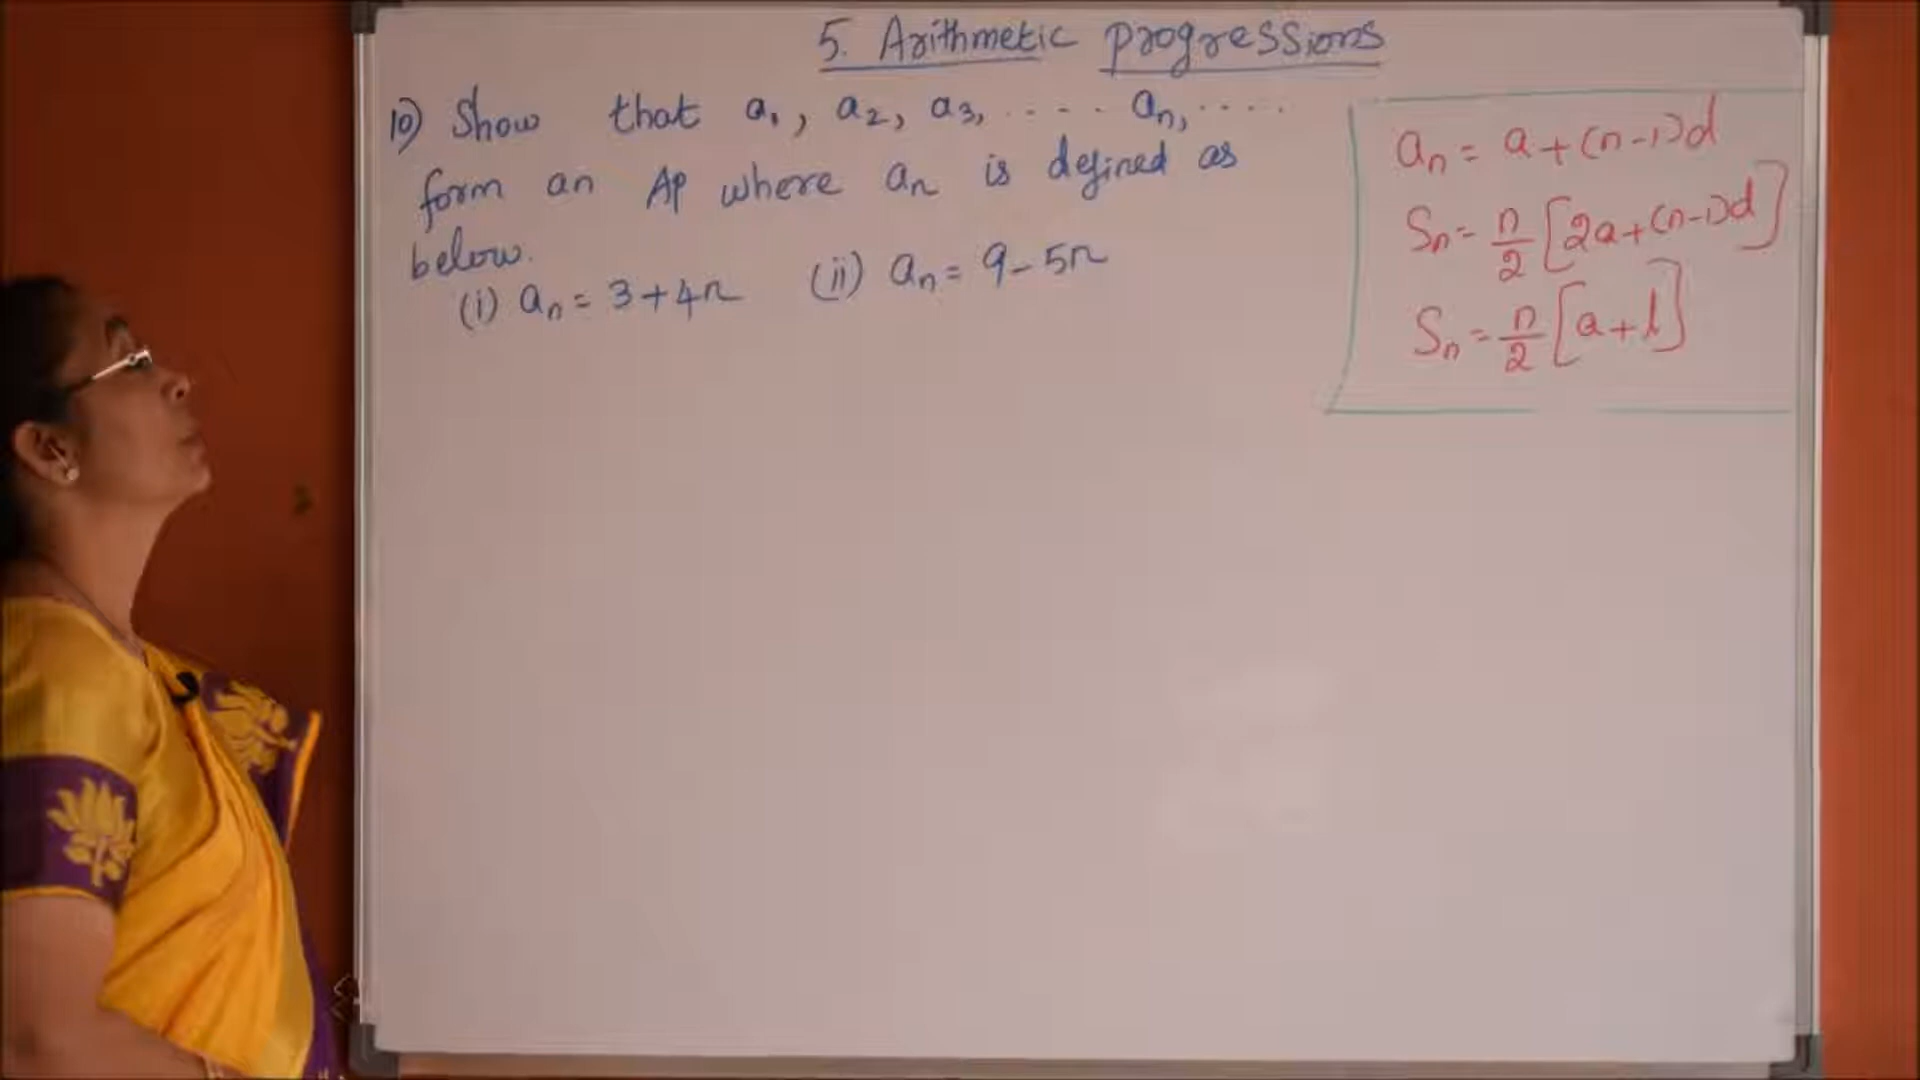 5. Arithmetic progressions
10) Show that a₁, a₂, a₃, .... aₙ, ....
form an AP where aₙ is defined as
below.
(i) aₙ = 3+4n (ii) aₙ = 9-5n
aₙ = a+(n-1)d
Sₙ = n/2 [2a+(n-1)d]
Sₙ = n/2 [a+l]